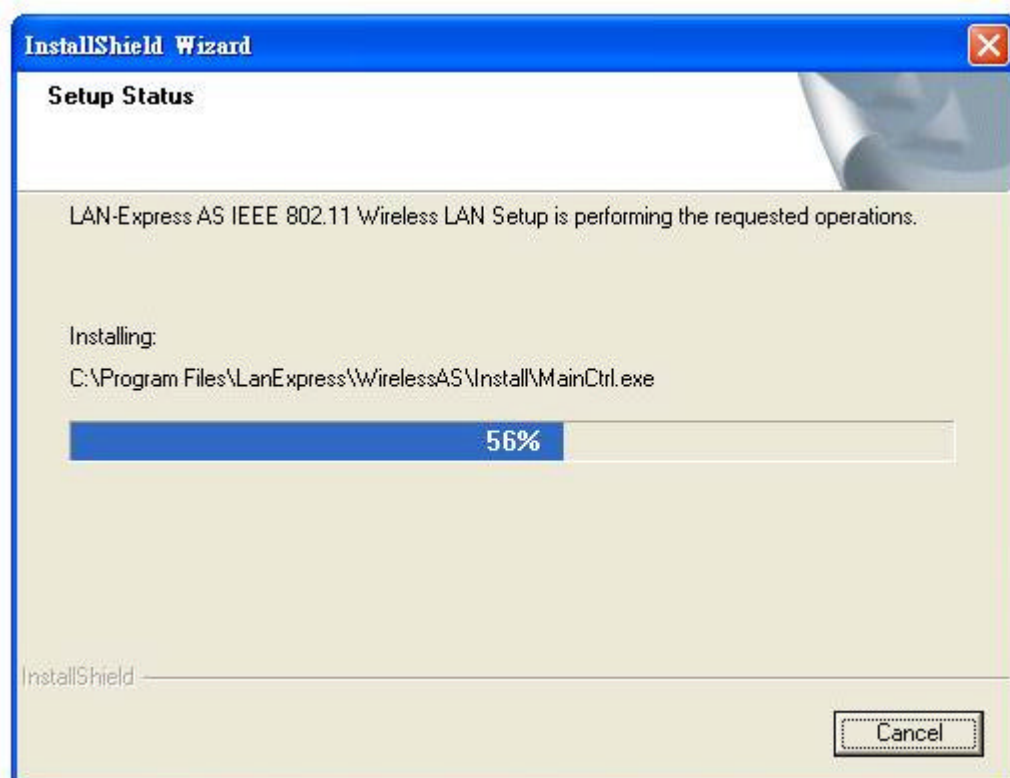 InstallShield Wizard
Setup Status
LAN-Express AS IEEE 802.11 Wireless LAN Setup is performing the requested operations.
Installing:
C:\Program Files\LanExpress\WirelessAS\Install\MainCtrl.exe
56%
InstallShield
Cancel